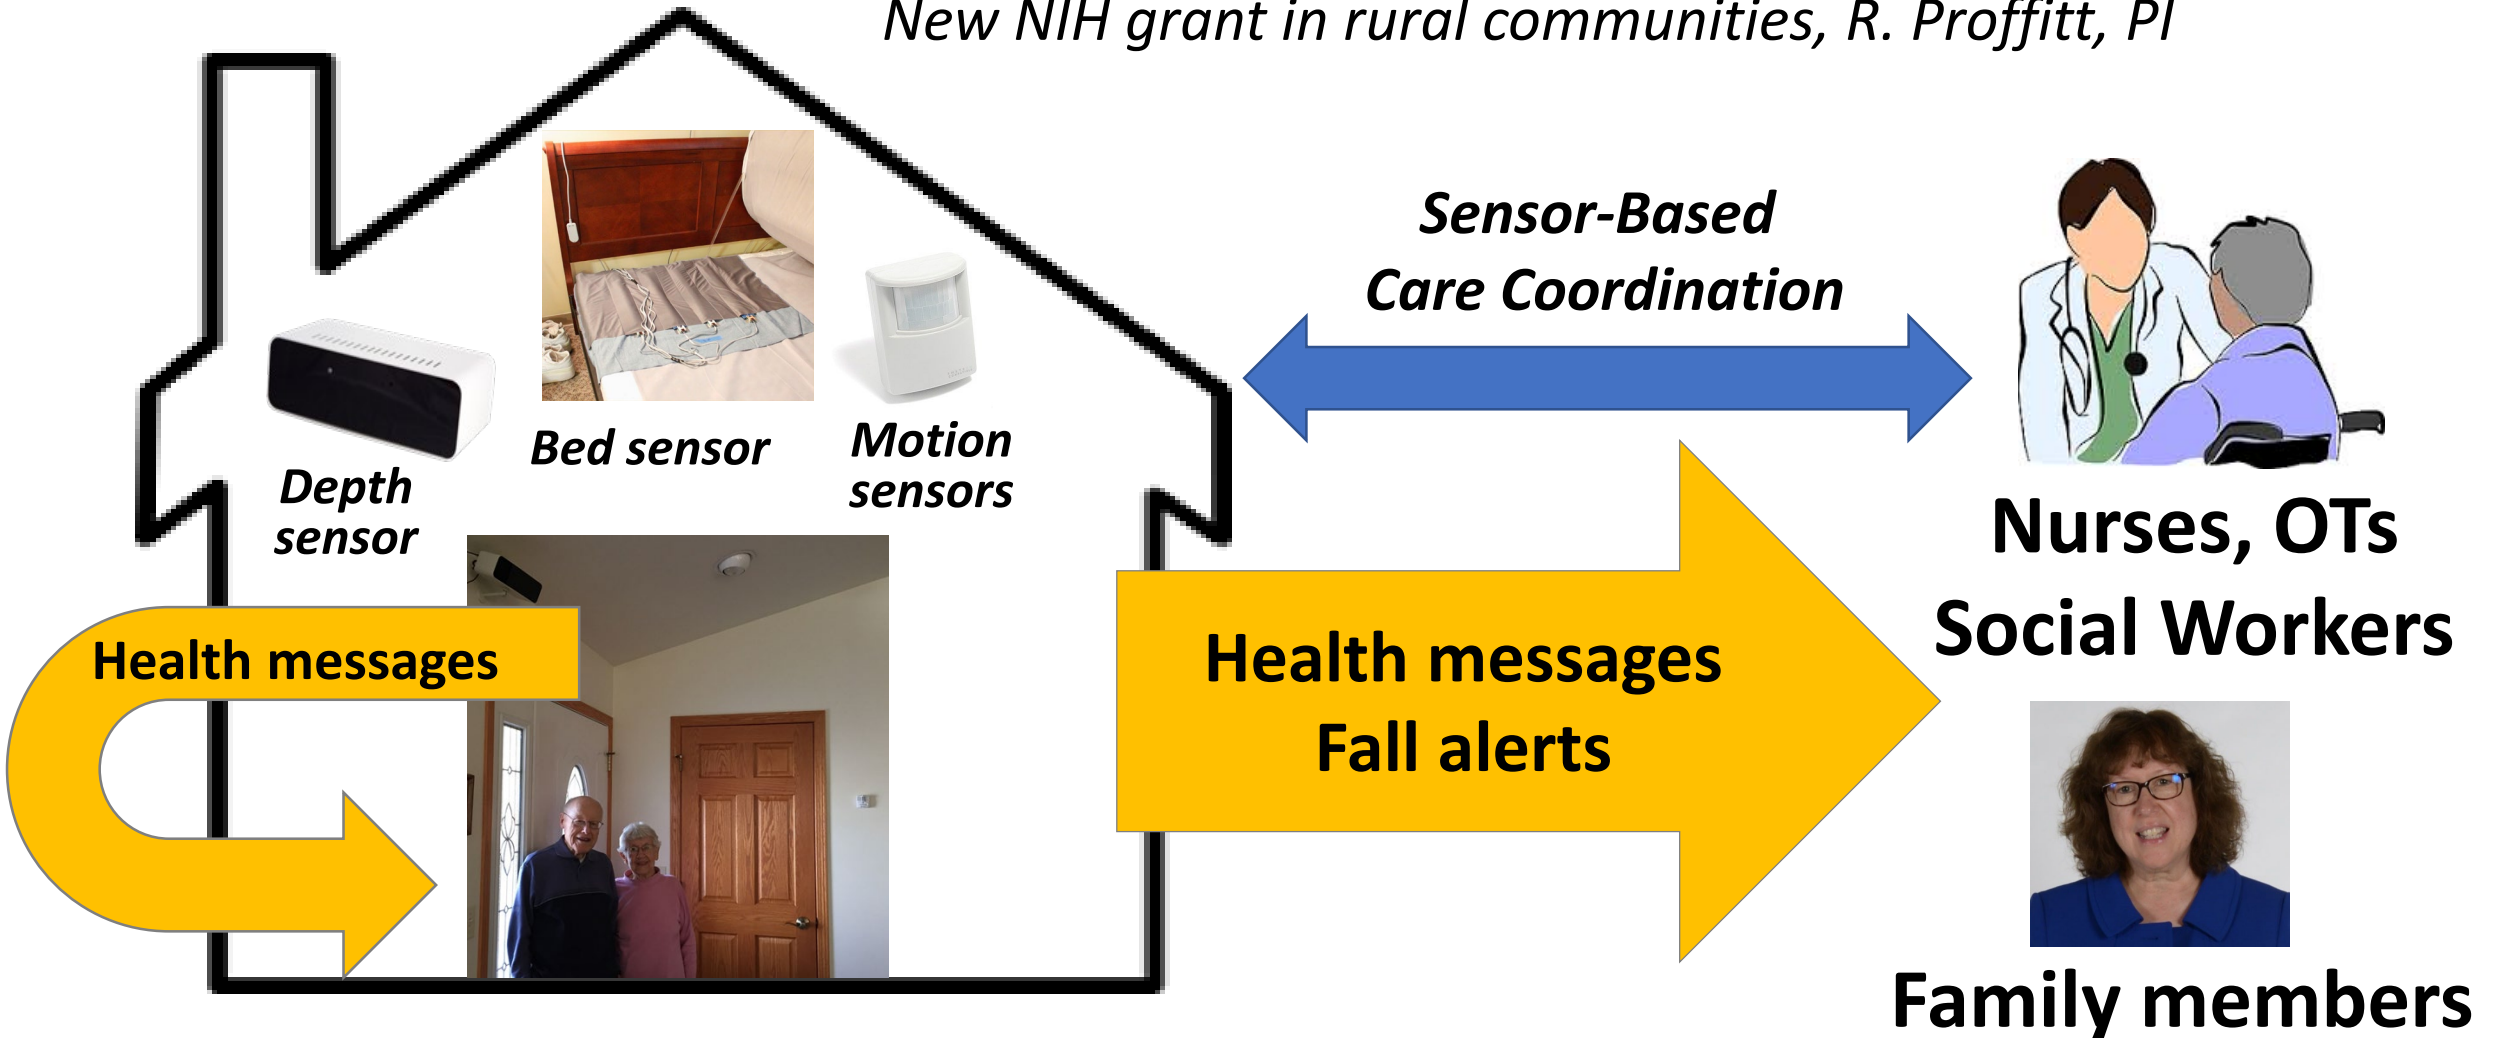 New NIH grant in rural communities, R. Proffitt, PI
Sensor-Based
Care Coordination
Bed sensor
Motion
sensors
Depth
sensor
Nurses, OTs
Social Workers
Health messages
Health messages
Fall alerts
Family members